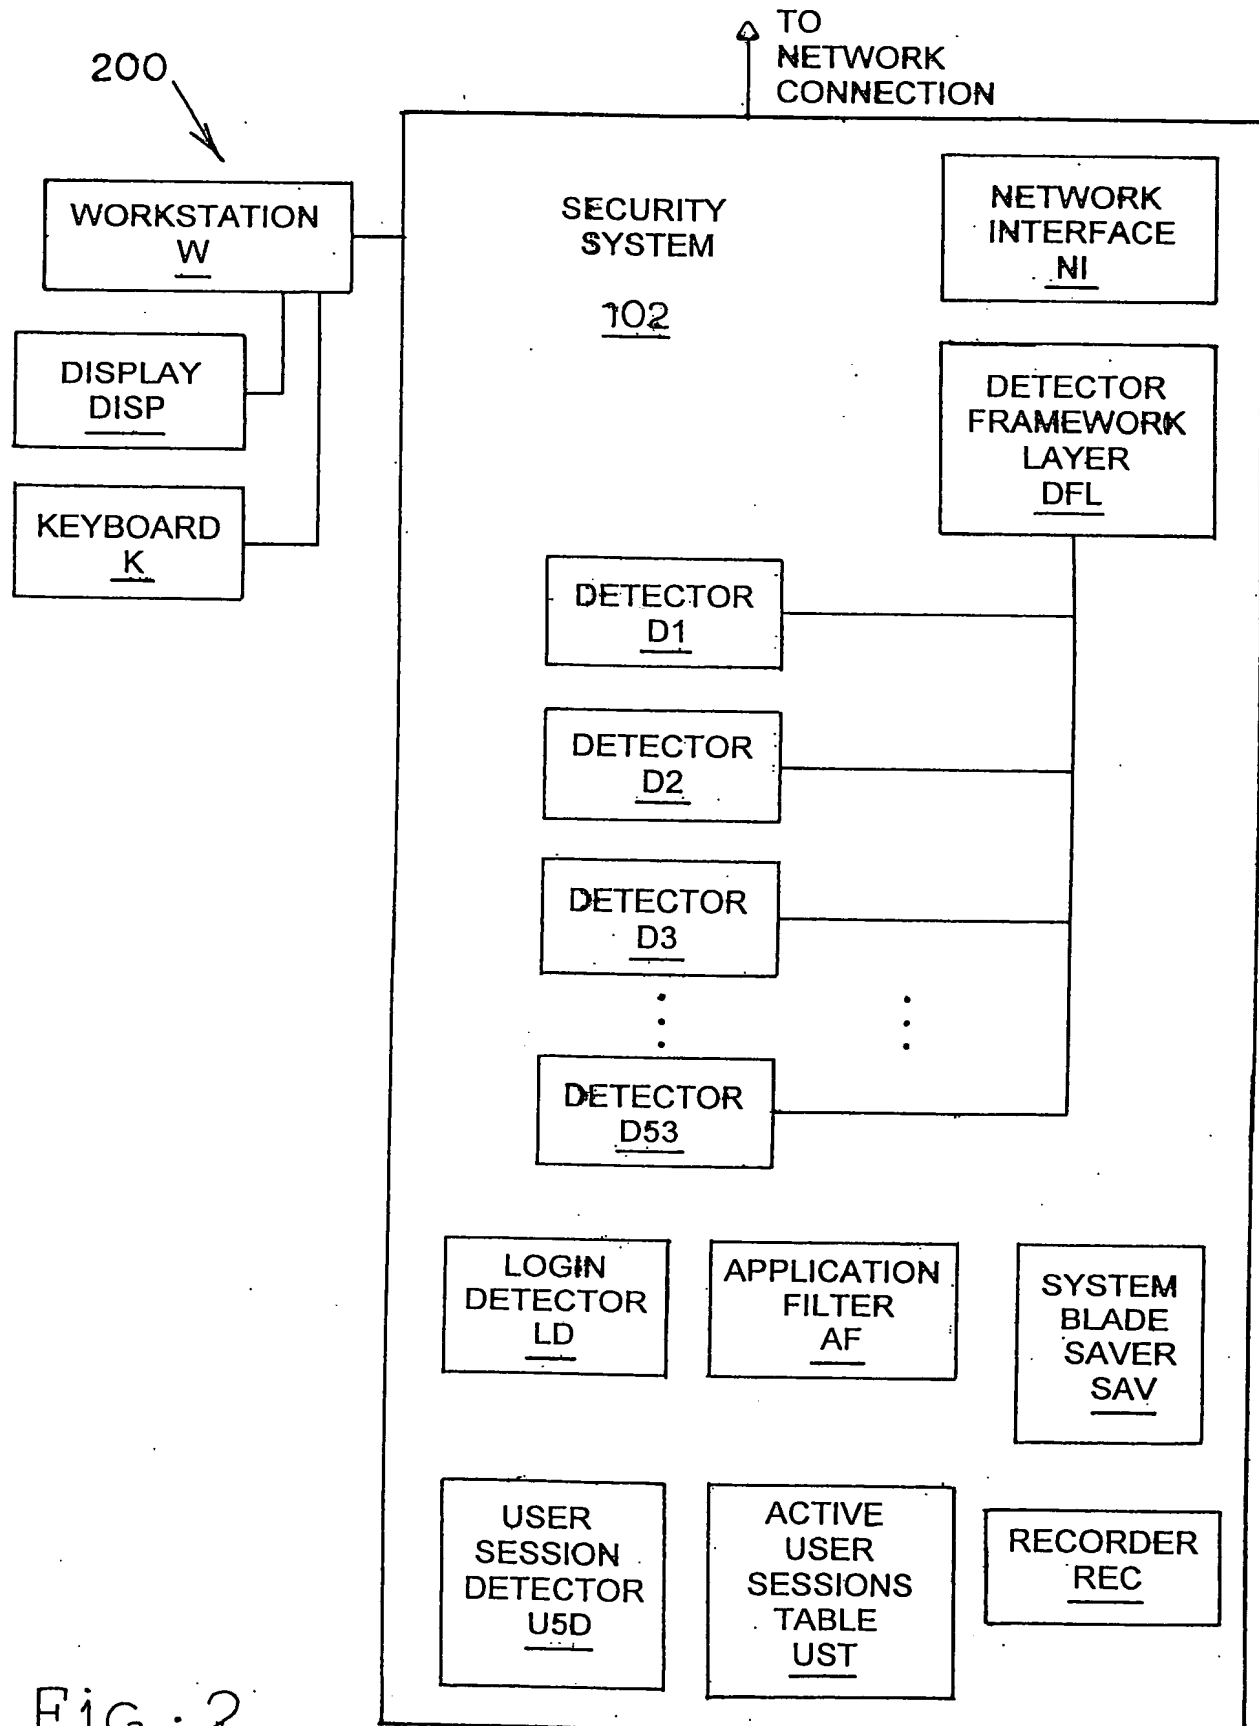 TO
NETWORK
CONNECTION
200
WORKSTATION
W
DISPLAY
DISP
KEYBOARD
K
SECURITY
SYSTEM
102
NETWORK
INTERFACE
NI
DETECTOR
FRAMEWORK
LAYER
DFL
DETECTOR
D1
DETECTOR
D2
DETECTOR
D3
DETECTOR
D53
LOGIN
DETECTOR
LD
APPLICATION
FILTER
AF
SYSTEM
BLADE
SAVER
SAV
USER
SESSION
DETECTOR
U5D
ACTIVE
USER
SESSIONS
TABLE
UST
RECORDER
REC
FiG. 2